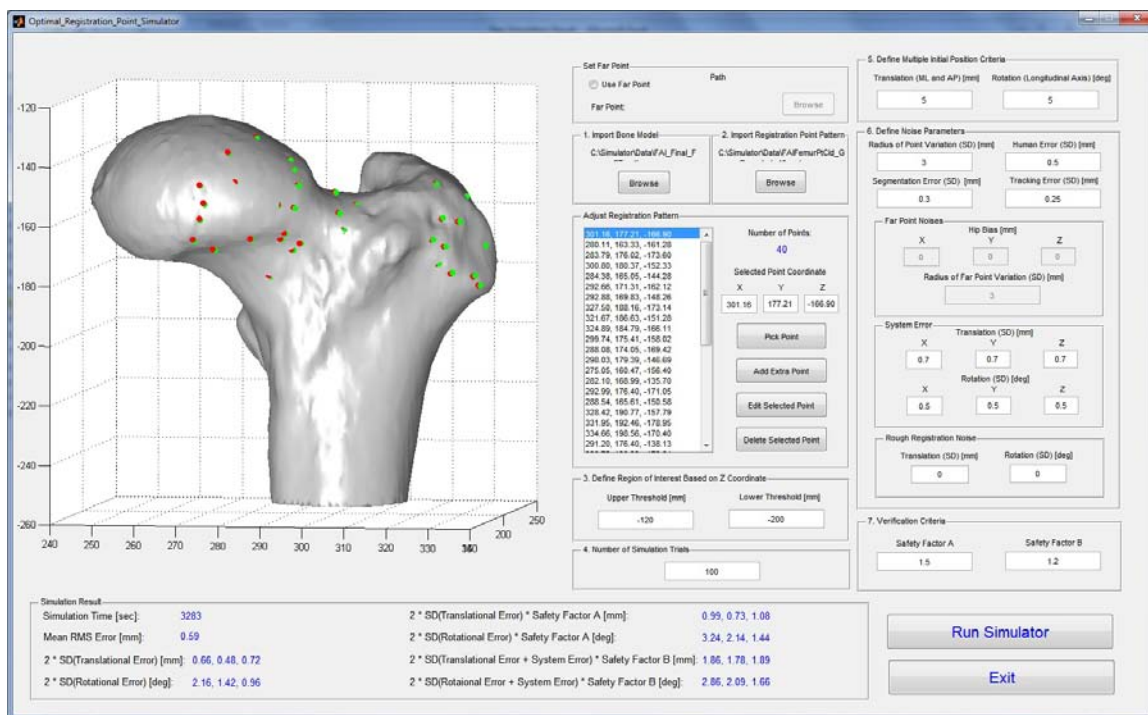 Optimal_Registration_Point_Simulator
-120
-140
-160
-180
-200
-220
-240
-260
240 250 260 270 280 290 300 310 320 330
200
250
Set Far Point
Use Far Point
Path
Far Point:
Browse
1. Import Bone Model
C:\Simulator\Data\FAI_Final_F
Browse
2. Import Registration Point Pattern
C:\Simulator\Data\FAIFemurPtCld_G
Browse
Adjust Registration Pattern
301.16, 177.21, -166.90
280.11, 163.33, -161.28
283.79, 176.02, -173.60
300.80, 180.37, -152.33
284.38, 165.05, -144.28
292.66, 171.31, -162.12
292.88, 169.83, -148.26
327.50, 188.16, -173.14
321.67, 186.63, -151.28
324.89, 184.79, -166.11
299.74, 175.41, -158.02
288.08, 174.05, -169.42
298.03, 179.39, -146.69
275.05, 160.47, -156.40
282.10, 168.99, -135.70
292.99, 176.40, -171.05
288.54, 165.61, -150.58
328.42, 190.77, -157.79
331.95, 192.46, -178.95
334.66, 198.56, -170.40
291.20, 176.40, -138.13
Number of Points:
40
Selected Point Coordinate
X Y Z
301.16 177.21 -166.90
Pick Point
Add Extra Point
Edit Selected Point
Delete Selected Point
3. Define Region of Interest Based on Z Coordinate
Upper Threshold [mm] Lower Threshold [mm]
-120 -200
4. Number of Simulation Trials
100
5. Define Multiple Initial Position Criteria
Translation (ML and AP) [mm] Rotation (Longitudinal Axis) [deg]
5 5
6. Define Noise Parameters
Radius of Point Variation (SD) [mm] Human Error (SD) [mm]
3 0.5
Segmentation Error (SD) [mm] Tracking Error (SD) [mm]
0.3 0.25
Far Point Noises
Hip Bias [mm]
X Y Z
0 0 0
Radius of Far Point Variation (SD) [mm]
3
System Error
Translation (SD) [mm]
X Y Z
0.7 0.7 0.7
Rotation (SD) [deg]
X Y Z
0.5 0.5 0.5
Rough Registration Noise
Translation (SD) [mm] Rotation (SD) [deg]
0 0
7. Verification Criteria
Safety Factor A Safety Factor B
1.5 1.2
Simulation Result
Simulation Time [sec]: 3283
Mean RMS Error [mm]: 0.59
2 * SD(Translational Error) [mm]: 0.66, 0.48, 0.72
2 * SD(Rotational Error) [deg]: 2.16, 1.42, 0.96
2 * SD(Translational Error) * Safety Factor A [mm]: 0.99, 0.73, 1.08
2 * SD(Rotational Error) * Safety Factor A [deg]: 3.24, 2.14, 1.44
2 * SD(Translational Error + System Error) * Safety Factor B [mm]: 1.86, 1.78, 1.89
2 * SD(Rotaional Error + System Error) * Safety Factor B [deg]: 2.86, 2.09, 1.66
Run Simulator
Exit